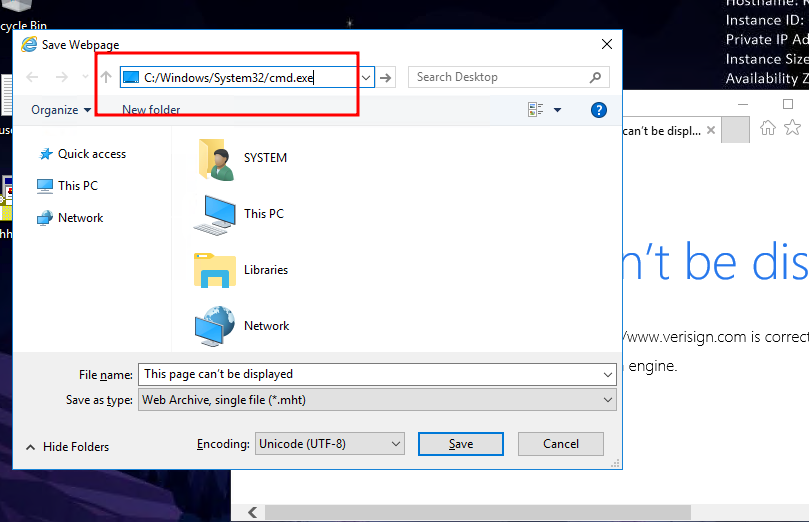 cycle Bin
Hostname:
Instance ID:
Private IP Ad
Instance Size
Availability Z
Save Webpage
C:/Windows/System32/cmd.exe
Search Desktop
Organize
New folder
can't be displ...
Quick access
This PC
Network
SYSTEM
This PC
Libraries
Network
n't be dis
/www.verisign.com is correct
engine.
File name: This page can't be displayed
Save as type: Web Archive, single file (*.mht)
Hide Folders
Encoding: Unicode (UTF-8)
Save
Cancel